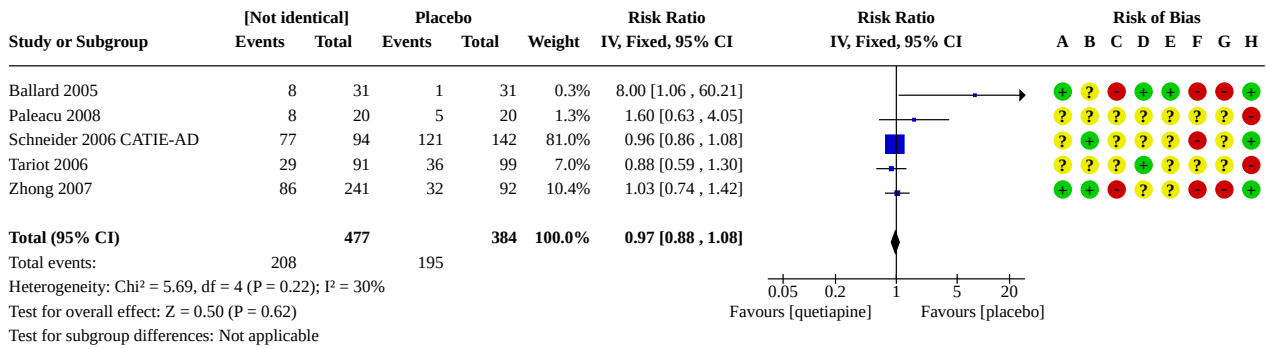 [Not identical] Placebo Risk Ratio Risk Ratio Risk of Bias
Study or Subgroup Events Total Events Total Weight IV, Fixed, 95% CI IV, Fixed, 95% CI A B C D E F G H
Ballard 2005 8 31 1 31 0.3% 8.00 [1.06 , 60.21] + ? - + + - - +
Paleacu 2008 8 20 5 20 1.3% 1.60 [0.63 , 4.05] ? ? ? ? ? ? ? -
Schneider 2006 CATIE-AD 77 94 121 142 81.0% 0.96 [0.86 , 1.08] ? + ? ? ? - ? +
Tariot 2006 29 91 36 99 7.0% 0.88 [0.59 , 1.30] ? ? ? + ? ? ? -
Zhong 2007 86 241 32 92 10.4% 1.03 [0.74 , 1.42] + + - ? ? - - +
Total (95% CI) 477 384 100.0% 0.97 [0.88 , 1.08]
Total events: 208 195
Heterogeneity: Chi² = 5.69, df = 4 (P = 0.22); I² = 30%
0.05 0.2 1 5 20
Test for overall effect: Z = 0.50 (P = 0.62)
Favours [quetiapine] Favours [placebo]
Test for subgroup differences: Not applicable